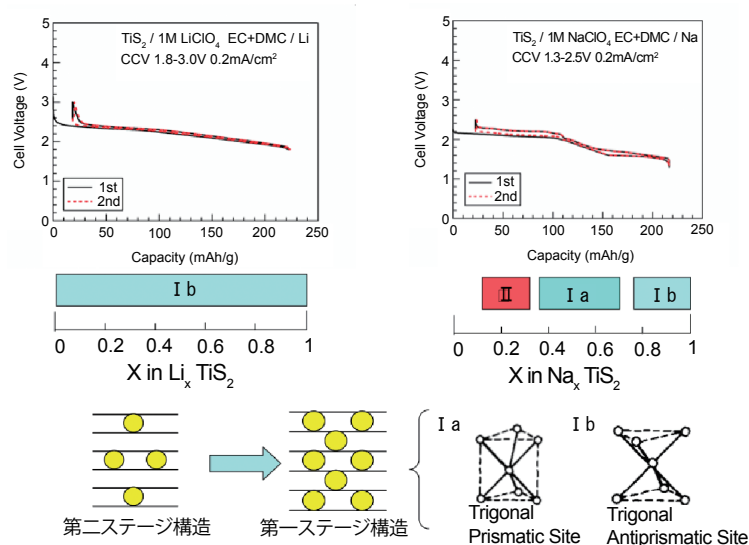 TiS2 / 1M LiClO4 EC+DMC / Li
CCV 1.8-3.0V 0.2mA/cm2
Cell Voltage (V)
5
4
3
2
1
0
1st
2nd
0 50 100 150 200 250
Capacity (mAh/g)
TiS2 / 1M NaClO4 EC+DMC / Na
CCV 1.3-2.5V 0.2mA/cm2
Cell Voltage (V)
5
4
3
2
1
0
1st
2nd
0 50 100 150 200 250
Capacity (mAh/g)
Ⅰb
0 0.2 0.4 0.6 0.8 1
X in Lix TiS2
Ⅱ Ⅰa Ⅰb
0 0.2 0.4 0.6 0.8 1
X in Nax TiS2
第二ステージ構造
第一ステージ構造
Ⅰa
Trigonal
Prismatic Site
Ⅰb
Trigonal
Antiprismatic Site